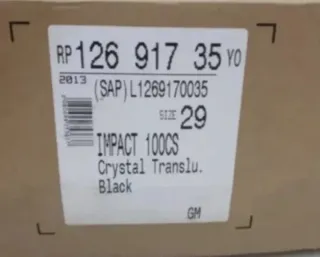 RP 126 917 35 YO
2013
(SAP)L1269170035
SIZE 29
IMPACT 100CS
Crystal Translu.
Black
GM